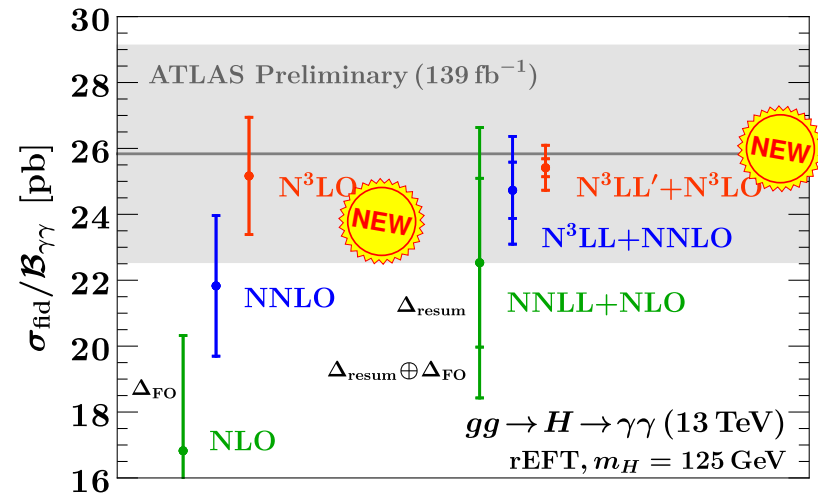 30
28
26
24
22
20
18
16
σ_fid/ℬ_γγ [pb]
ATLAS Preliminary (139 fb⁻¹)
NEW
N³LO
NEW
N³LL′+N³LO
N³LL+NNLO
NNLO
NNLL+NLO
Δ_resum
Δ_resum⊕Δ_FO
Δ_FO
NLO
gg→H→γγ (13 TeV)
rEFT, m_H = 125 GeV